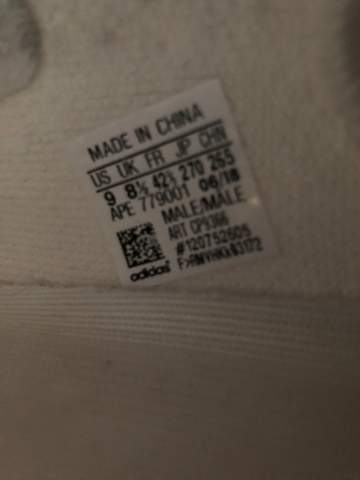 MADE IN CHINA
US UK FR JP CHN
9 8½ 42⅔ 270 265
APE 779001 06/18
MALE/MALE
ART CP9366
#120752605
adidas